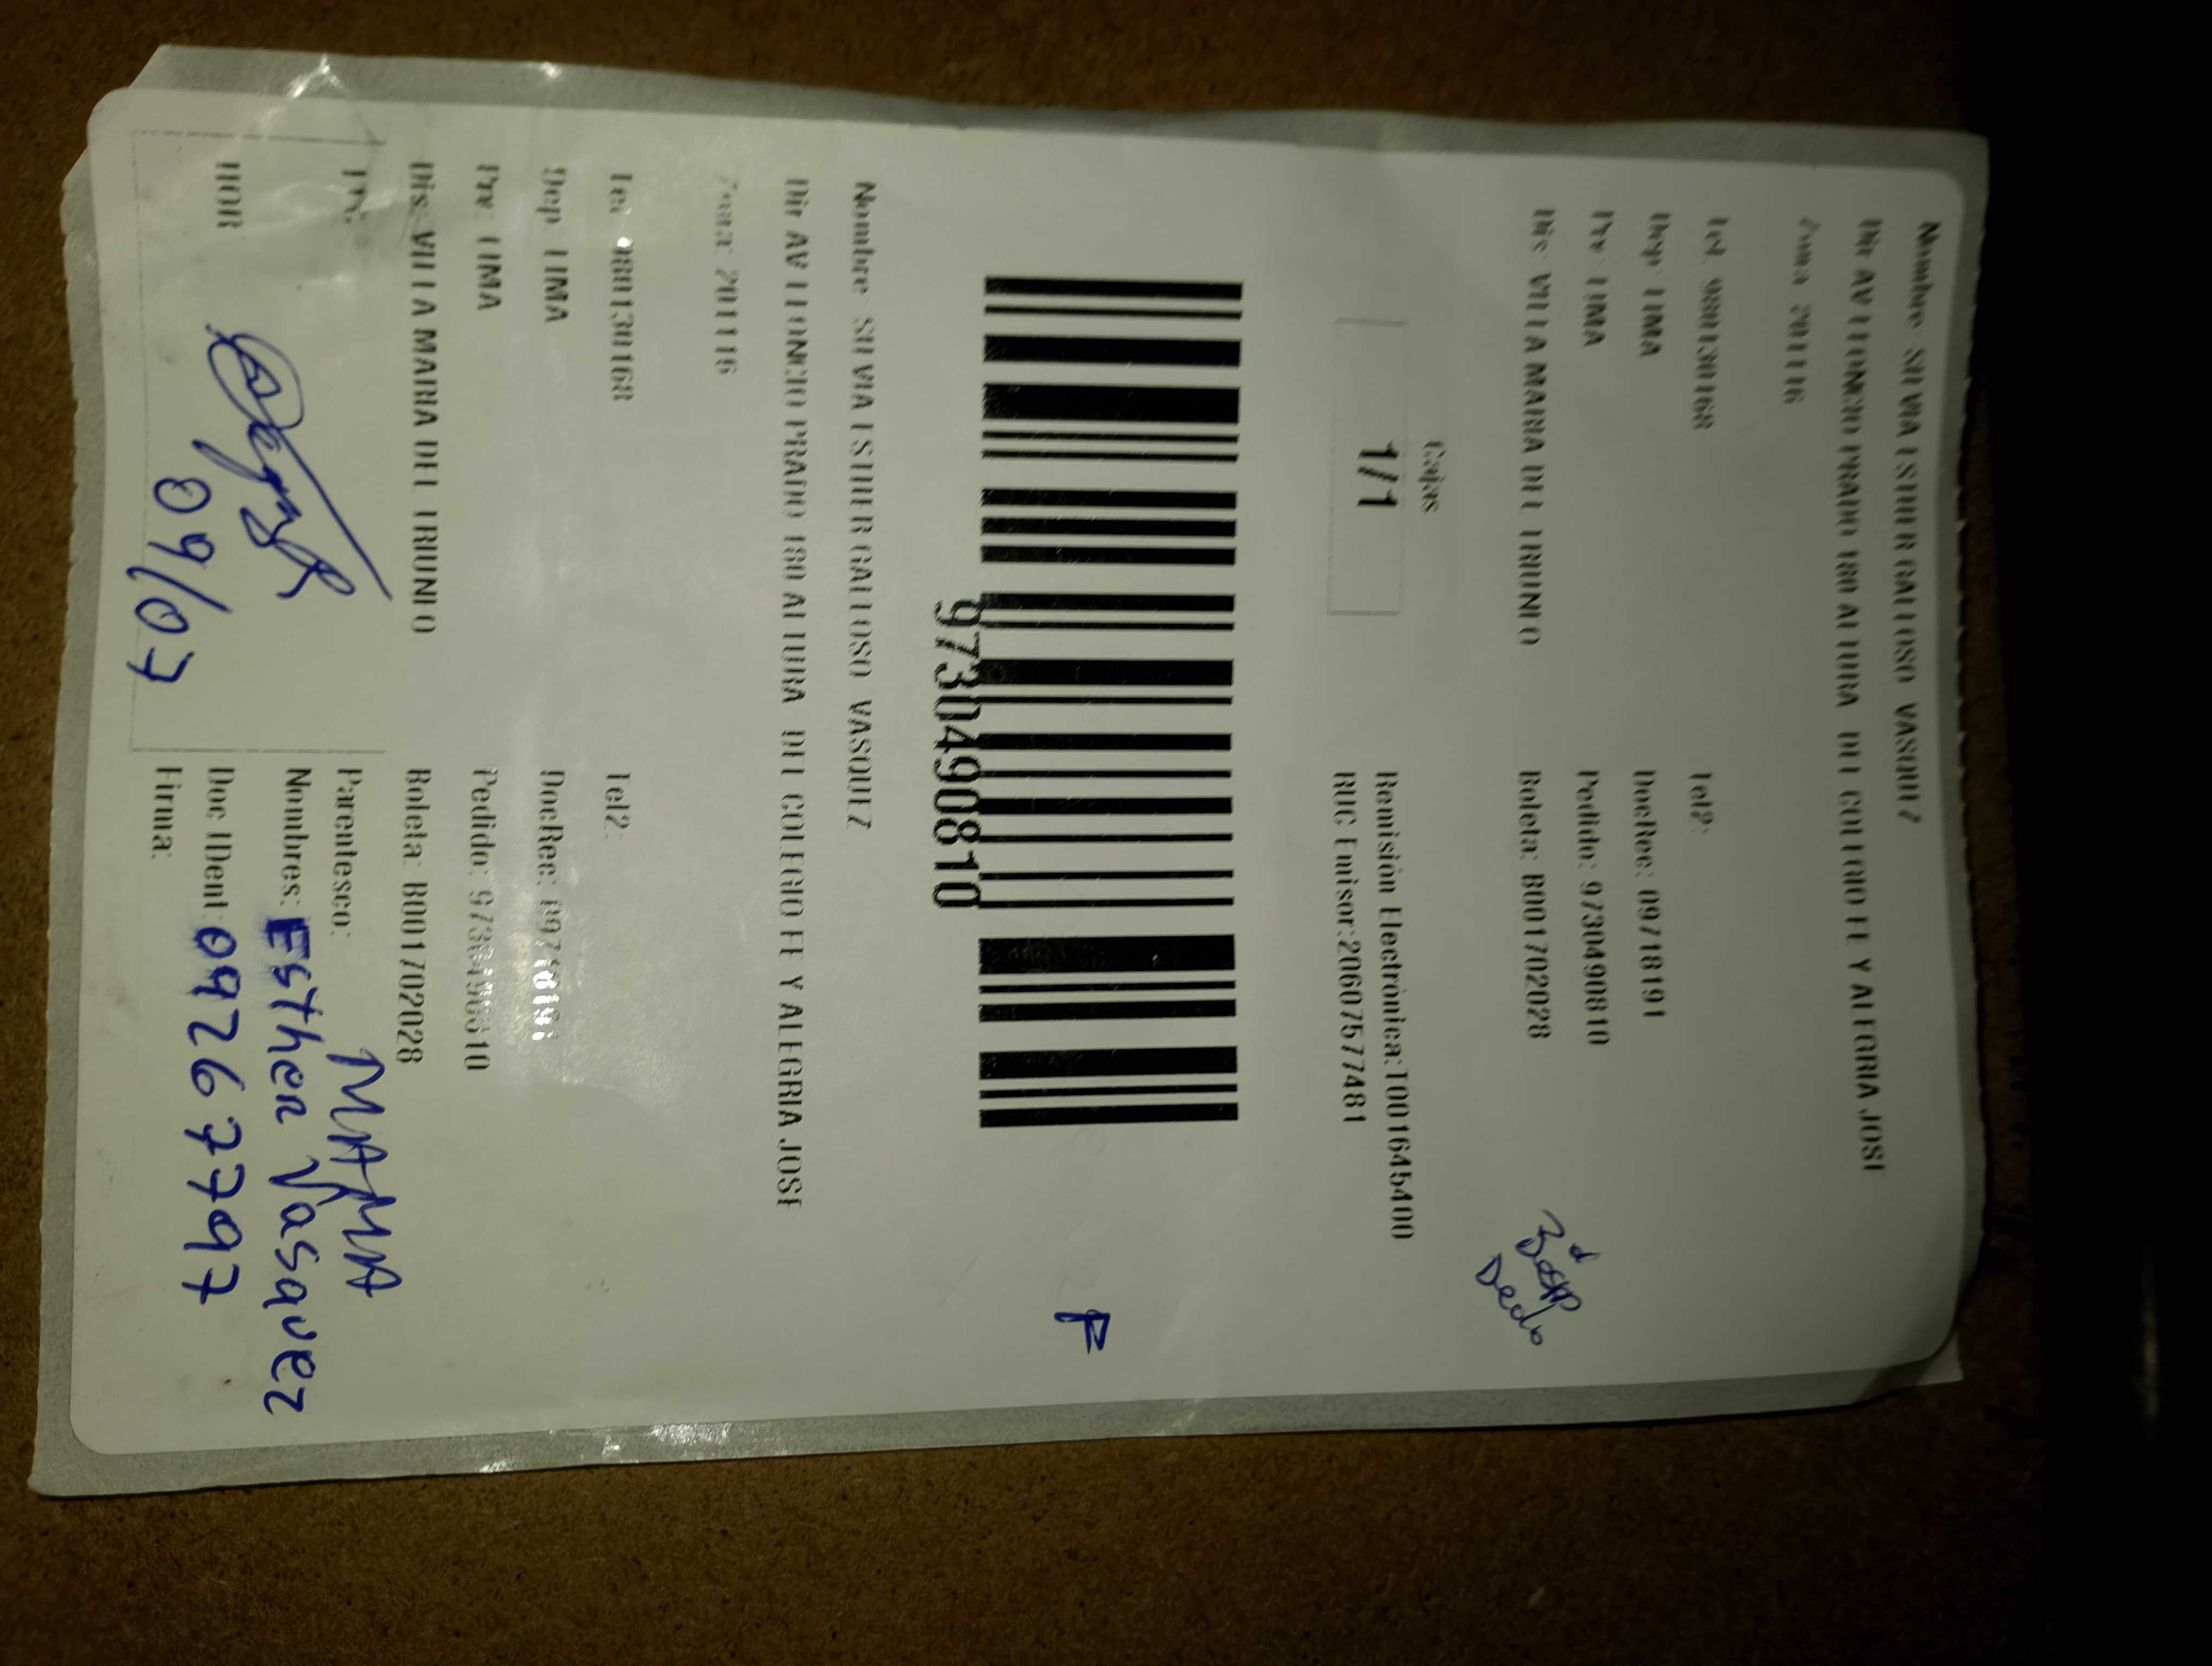 Nombre: SILVIA ESTHER GALLOSO VASQUEZ
Dir AV LEONCIO PRADO 180 ALTURA DEL COLEGIO FE Y ALEGRIA JOSE
Zona: 201116
Tel: 980130168 Tel2:
Dep: LIMA DocRec: 09718191
Prv: LIMA Pedido: 9730490810
Dis: VILLA MARIA DEL TRIUNFO Boleta: B001702028
Cajas Remisión Electrónica:T001645400
1/1 RUC Emisor:20607577481
F
9730490810
Nombre: SILVIA ESTHER GALLOSO VASQUEZ
Dir AV LEONCIO PRADO 180 ALTURA DEL COLEGIO FE Y ALEGRIA JOSE
Zona: 201116
Tel: 980130168 Tel2:
Dep: LIMA DocRec: 09718191
Prv: LIMA Pedido: 9730490810
Dis: VILLA MARIA DEL TRIUNFO Boleta: B001702028
Parentesco: MAMA
Nombres: Esther Vasquez
HOR Doc IDent: 09267797
09/07 Firma: